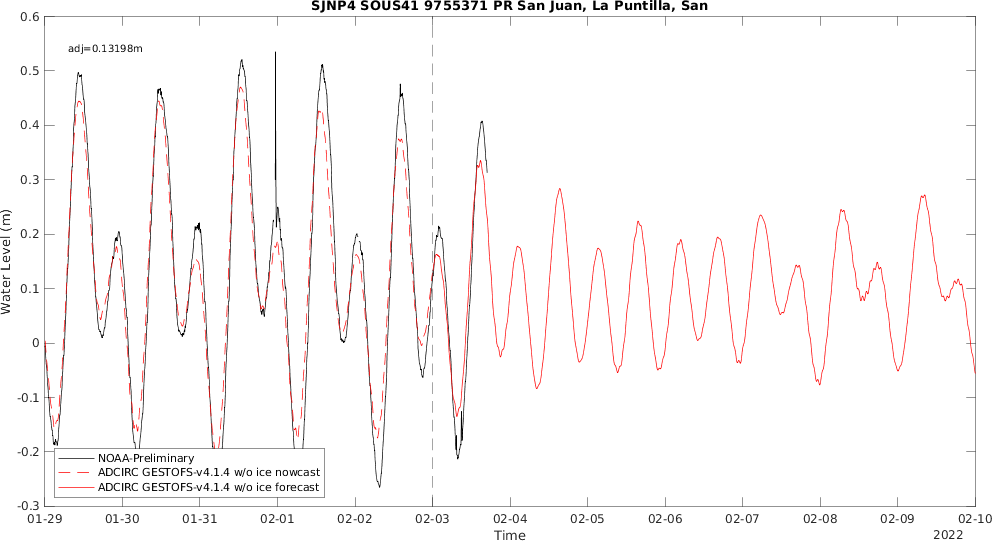 SJNP4 SOUS41 9755371 PR San Juan, La Puntilla, San
adj=0.13198m
0.6
0.5
0.4
0.3
0.2
0.1
0
-0.1
-0.2
-0.3
Water Level (m)
NOAA-Preliminary
ADCIRC GESTOFS-v4.1.4 w/o ice nowcast
ADCIRC GESTOFS-v4.1.4 w/o ice forecast
01-29 01-30 01-31 02-01 02-02 02-03 02-04 02-05 02-06 02-07 02-08 02-09 02-10
Time
2022